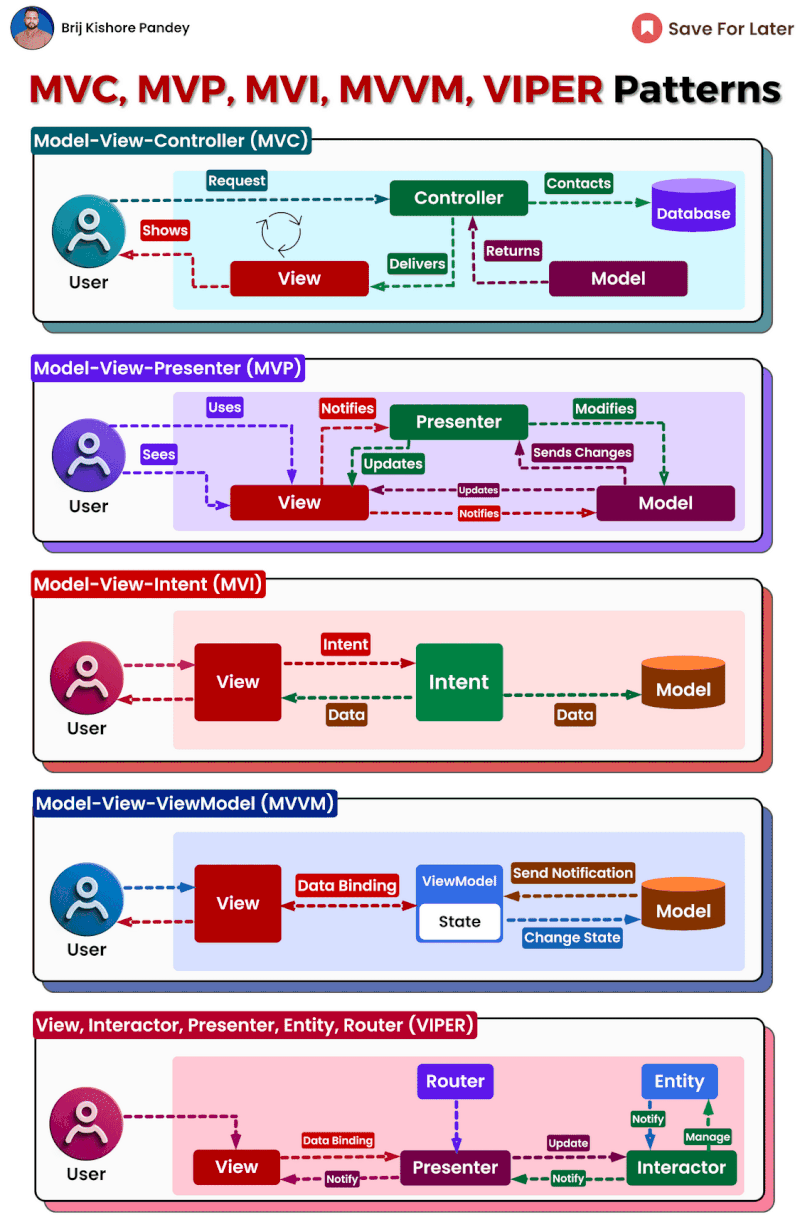 Brij Kishore Pandey
Save For Later
MVC, MVP, MVI, MVVM, VIPER Patterns
Model-View-Controller (MVC)
Request
Controller
Contacts
Database
Shows
Delivers
Returns
View
Model
User
Model-View-Presenter (MVP)
Uses
Notifies
Presenter
Modifies
Sees
Updates
Sends Changes
Updates
View
Model
Notifies
User
Model-View-Intent (MVI)
Intent
View
Intent
Model
Data
Data
User
Model-View-ViewModel (MVVM)
Send Notification
Data Binding
ViewModel
View
State
Model
Change State
User
View, Interactor, Presenter, Entity, Router (VIPER)
Router
Entity
Notify
Manage
Data Binding
Update
View
Presenter
Interactor
Notify
Notify
User